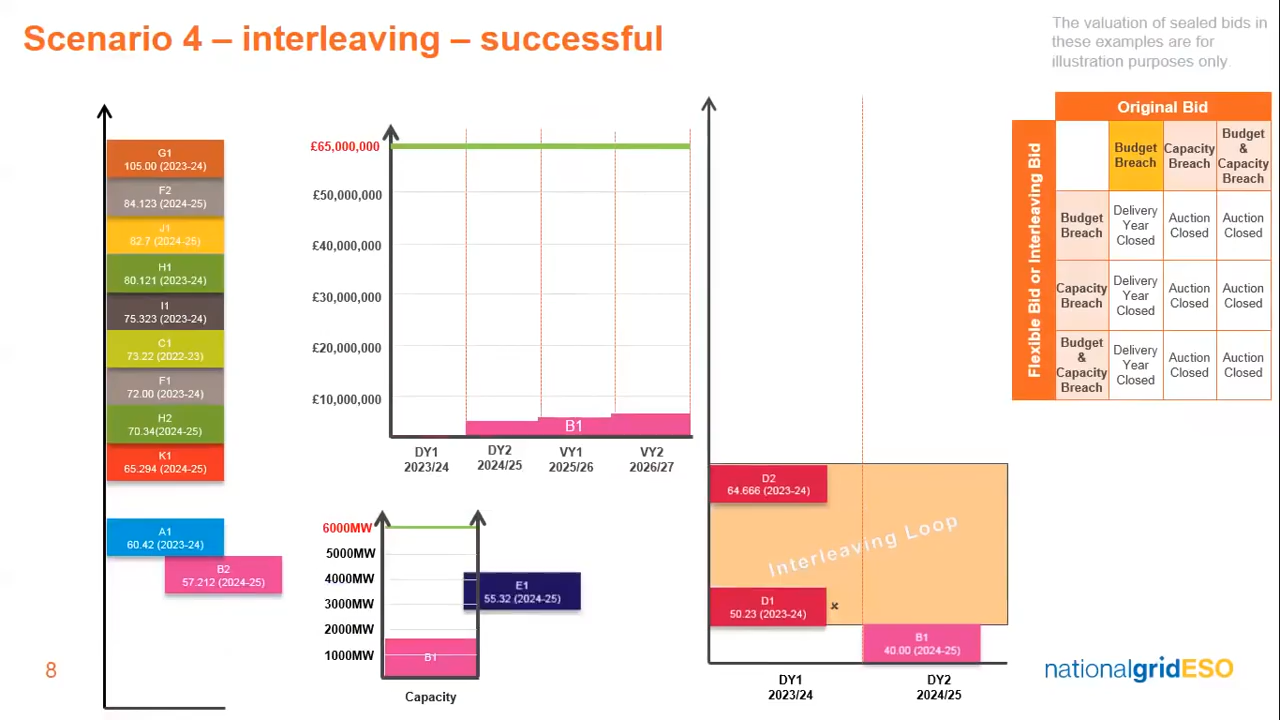 Scenario 4 – interleaving – successful
The valuation of sealed bids in
these examples are for
illustration purposes only
G1
105.00 (2023-24)
F2
84.123 (2024-25)
J1
82.7 (2024-25)
H1
80.121 (2023-24)
I1
75.323 (2023-24)
C1
73.22 (2022-23)
F1
72.00 (2023-24)
H2
70.34(2024-25)
K1
65.294 (2024-25)
A1
60.42 (2023-24)
B2
57.212 (2024-25)
£65,000,000
£50,000,000
£40,000,000
£30,000,000
£20,000,000
£10,000,000
B1
DY1
2023/24
DY2
2024/25
VY1
2025/26
VY2
2026/27
6000MW
5000MW
4000MW
3000MW
2000MW
1000MW
B1
Capacity
E1
55.32 (2024-25)
D2
64.666 (2023-24)
Interleaving Loop
D1
50.23 (2023-24)
x
B1
40.00 (2024-25)
DY1
2023/24
DY2
2024/25
Original Bid
Flexible Bid or Interleaving Bid
Budget
Breach
Capacity
Breach
Budget
&
Capacity
Breach
Budget
Breach
Delivery
Year
Closed
Auction
Closed
Auction
Closed
Capacity
Breach
Delivery
Year
Closed
Auction
Closed
Auction
Closed
Budget
&
Capacity
Breach
Delivery
Year
Closed
Auction
Closed
Auction
Closed
8
nationalgridESO